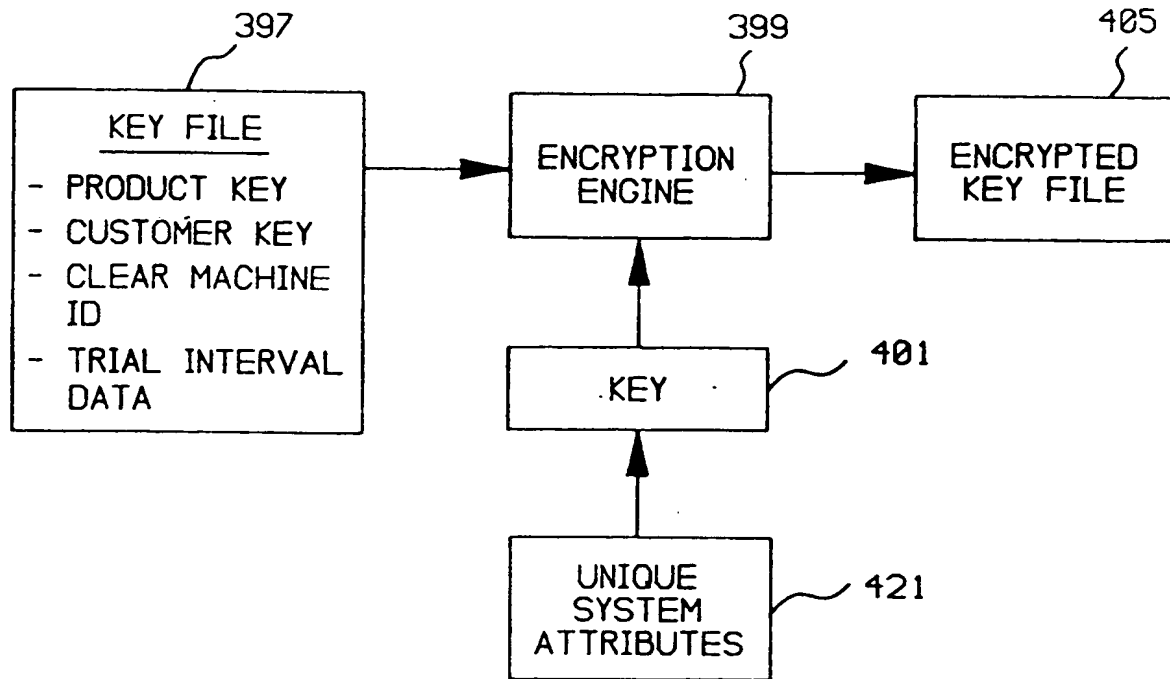 397
399
405
KEY FILE
- PRODUCT KEY
- CUSTOMER KEY
- CLEAR MACHINE
ID
- TRIAL INTERVAL
DATA
ENCRYPTION
ENGINE
ENCRYPTED
KEY FILE
KEY
401
UNIQUE
SYSTEM
ATTRIBUTES
421